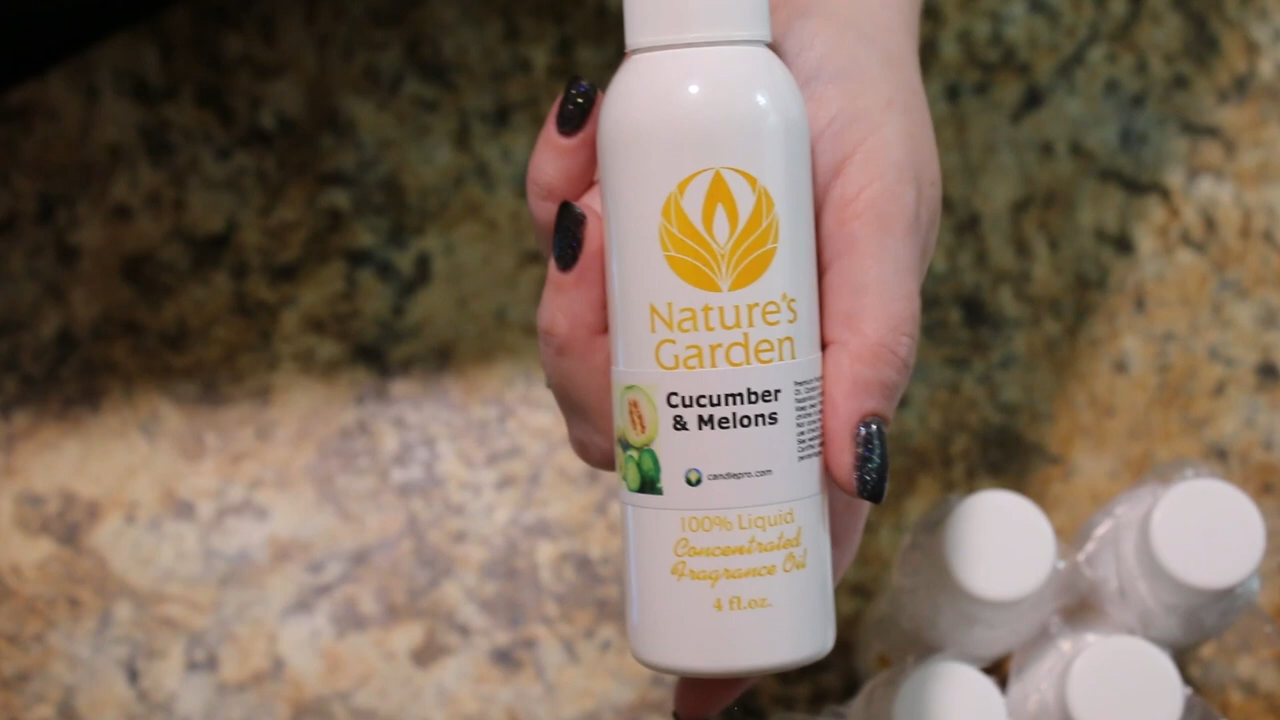 Nature's
Garden
Cucumber
& Melons
candlepro.com
100% Liquid
Concentrated
Fragrance Oil
4 fl.oz.